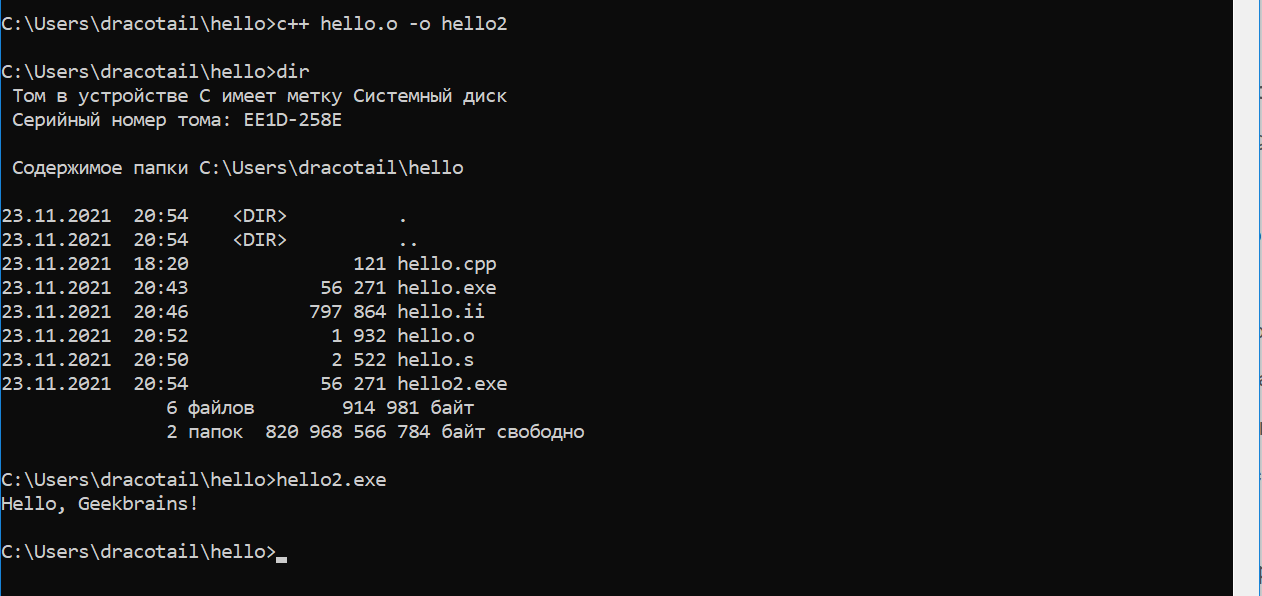 C:\Users\dracotail\hello>c++ hello.o -o hello2
C:\Users\dracotail\hello>dir
Том в устройстве C имеет метку Системный диск
Серийный номер тома: EE1D-258E
Содержимое папки C:\Users\dracotail\hello
23.11.2021  20:54    <DIR>          .
23.11.2021  20:54    <DIR>          ..
23.11.2021  18:20               121 hello.cpp
23.11.2021  20:43            56 271 hello.exe
23.11.2021  20:46           797 864 hello.ii
23.11.2021  20:52             1 932 hello.o
23.11.2021  20:50             2 522 hello.s
23.11.2021  20:54            56 271 hello2.exe
6 файлов        914 981 байт
2 папок  820 968 566 784 байт свободно
C:\Users\dracotail\hello>hello2.exe
Hello, Geekbrains!
C:\Users\dracotail\hello>